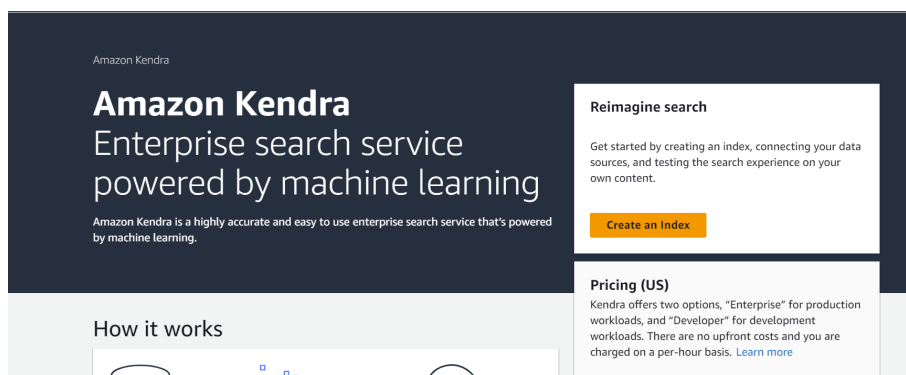 Amazon Kendra
Amazon Kendra
Enterprise search service
powered by machine learning
Amazon Kendra is a highly accurate and easy to use enterprise search service that's powered
by machine learning.
Reimagine search
Get started by creating an index, connecting your data
sources, and testing the search experience on your
own content.
Create an Index
Pricing (US)
Kendra offers two options, “Enterprise” for production
workloads, and “Developer” for development
workloads. There are no upfront costs and you are
charged on a per-hour basis. Learn more
How it works